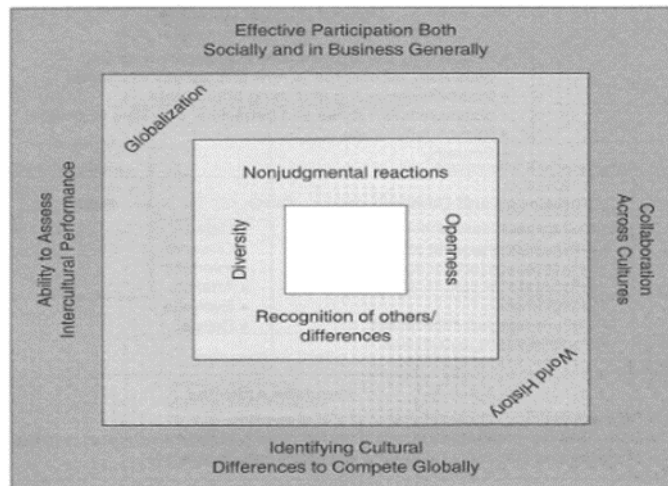 Effective Participation Both
Socially and in Business Generally
Globalization
Nonjudgmental reactions
Ability to Assess
Intercultural Performance
Diversity
Openness
Collaboration
Across Cultures
Recognition of others/
differences
World History
Identifying Cultural
Differences to Compete Globally